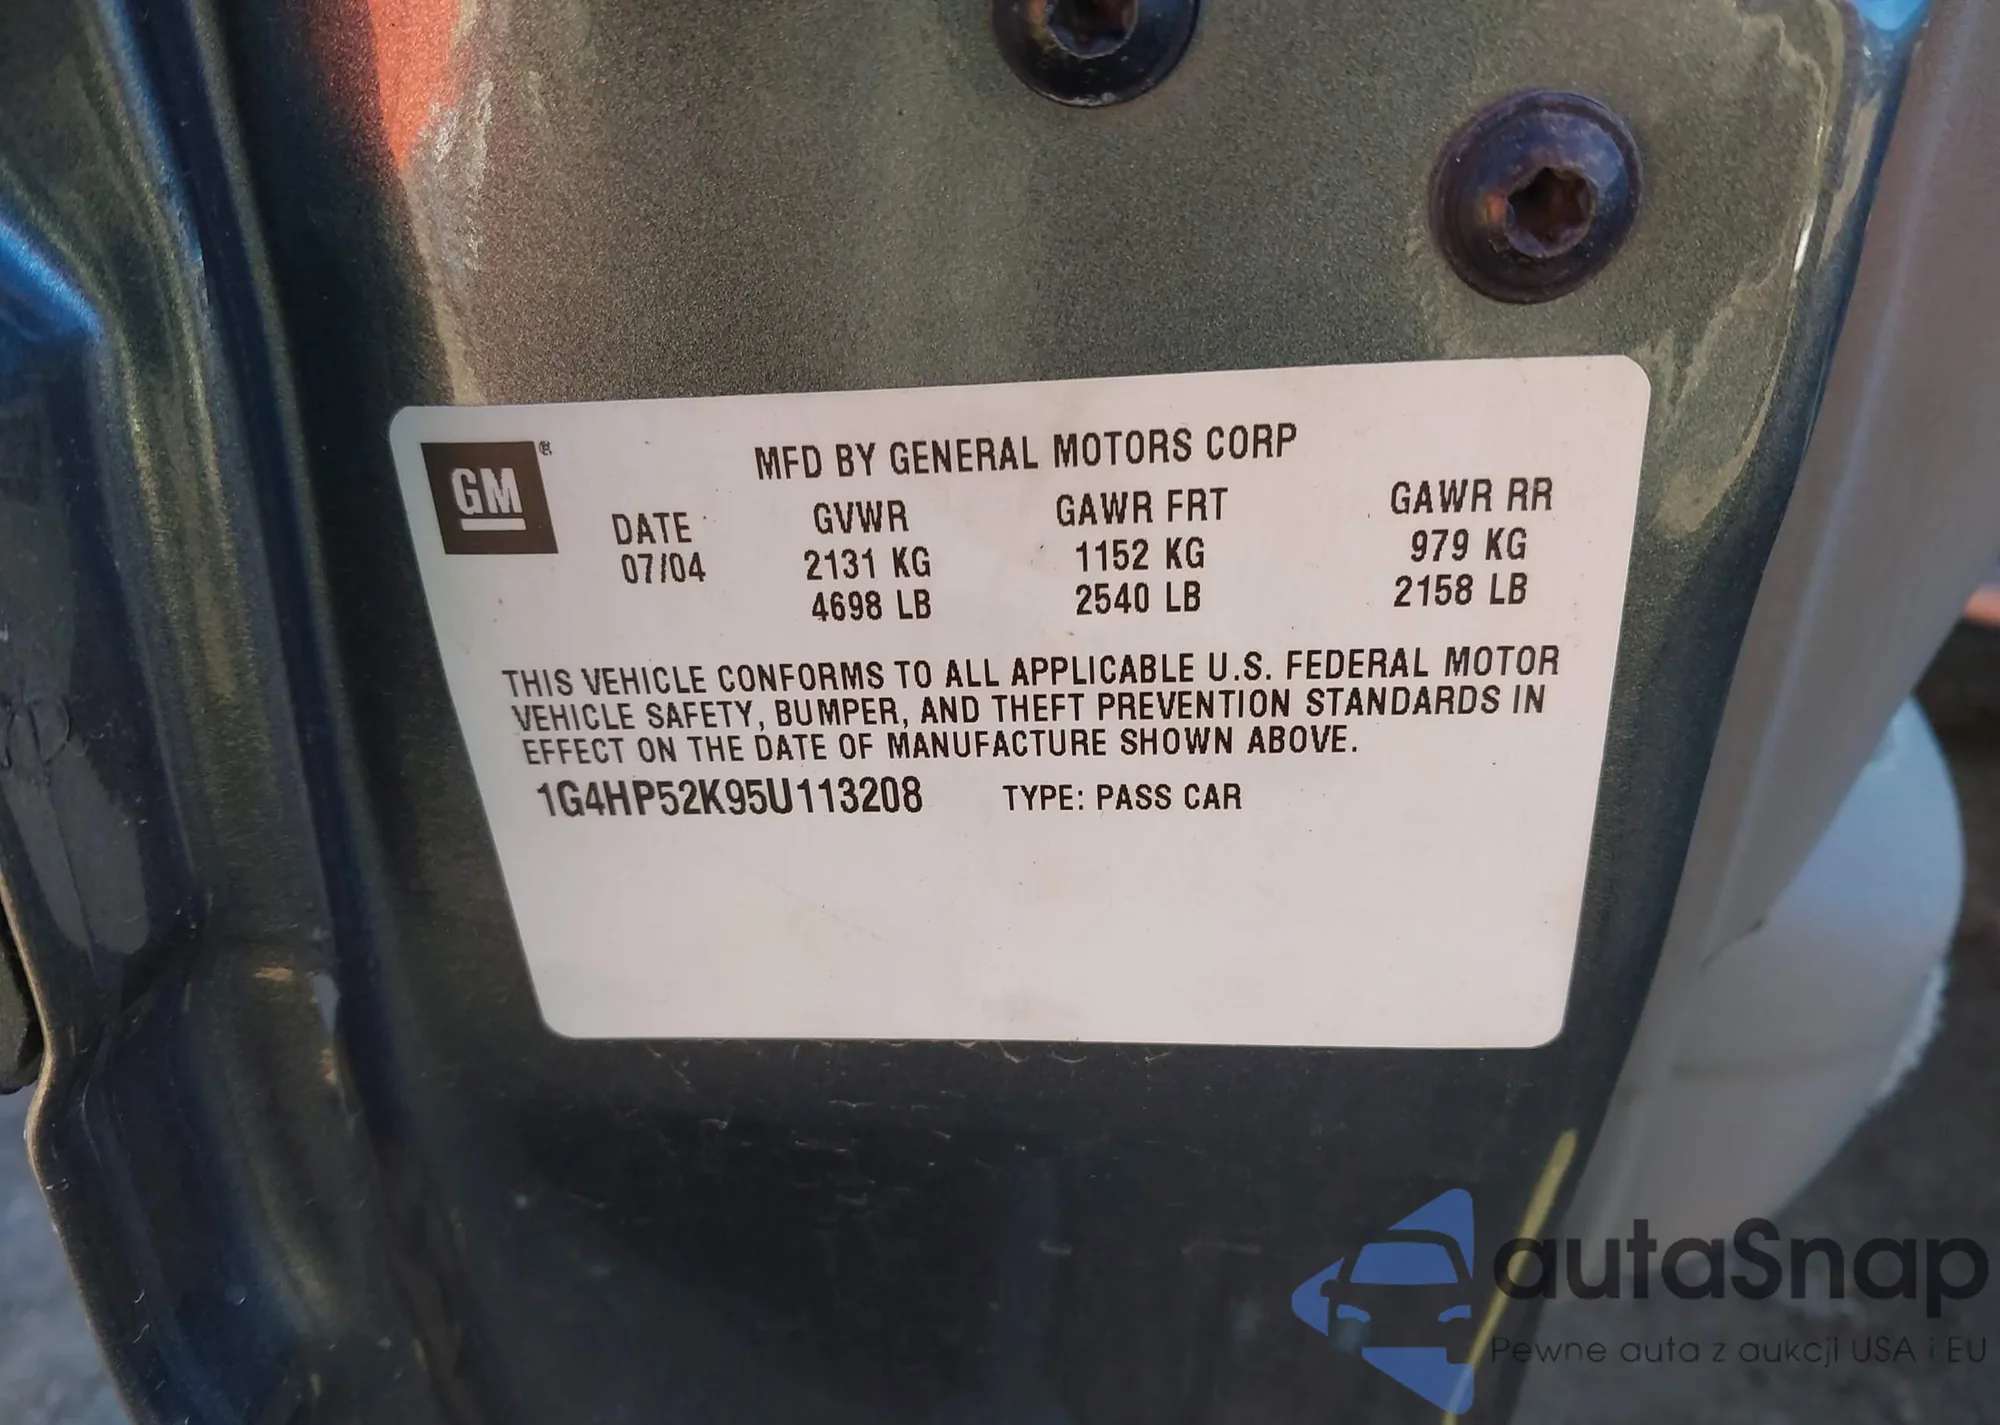 GM ®
MFD BY GENERAL MOTORS CORP
DATE GVWR GAWR FRT GAWR RR
07/04 2131 KG 1152 KG 979 KG
4698 LB 2540 LB 2158 LB
THIS VEHICLE CONFORMS TO ALL APPLICABLE U.S. FEDERAL MOTOR
VEHICLE SAFETY, BUMPER, AND THEFT PREVENTION STANDARDS IN
EFFECT ON THE DATE OF MANUFACTURE SHOWN ABOVE.
1G4HP52K95U113208 TYPE: PASS CAR
autaSnap
Pewne auta z aukcji USA i EU